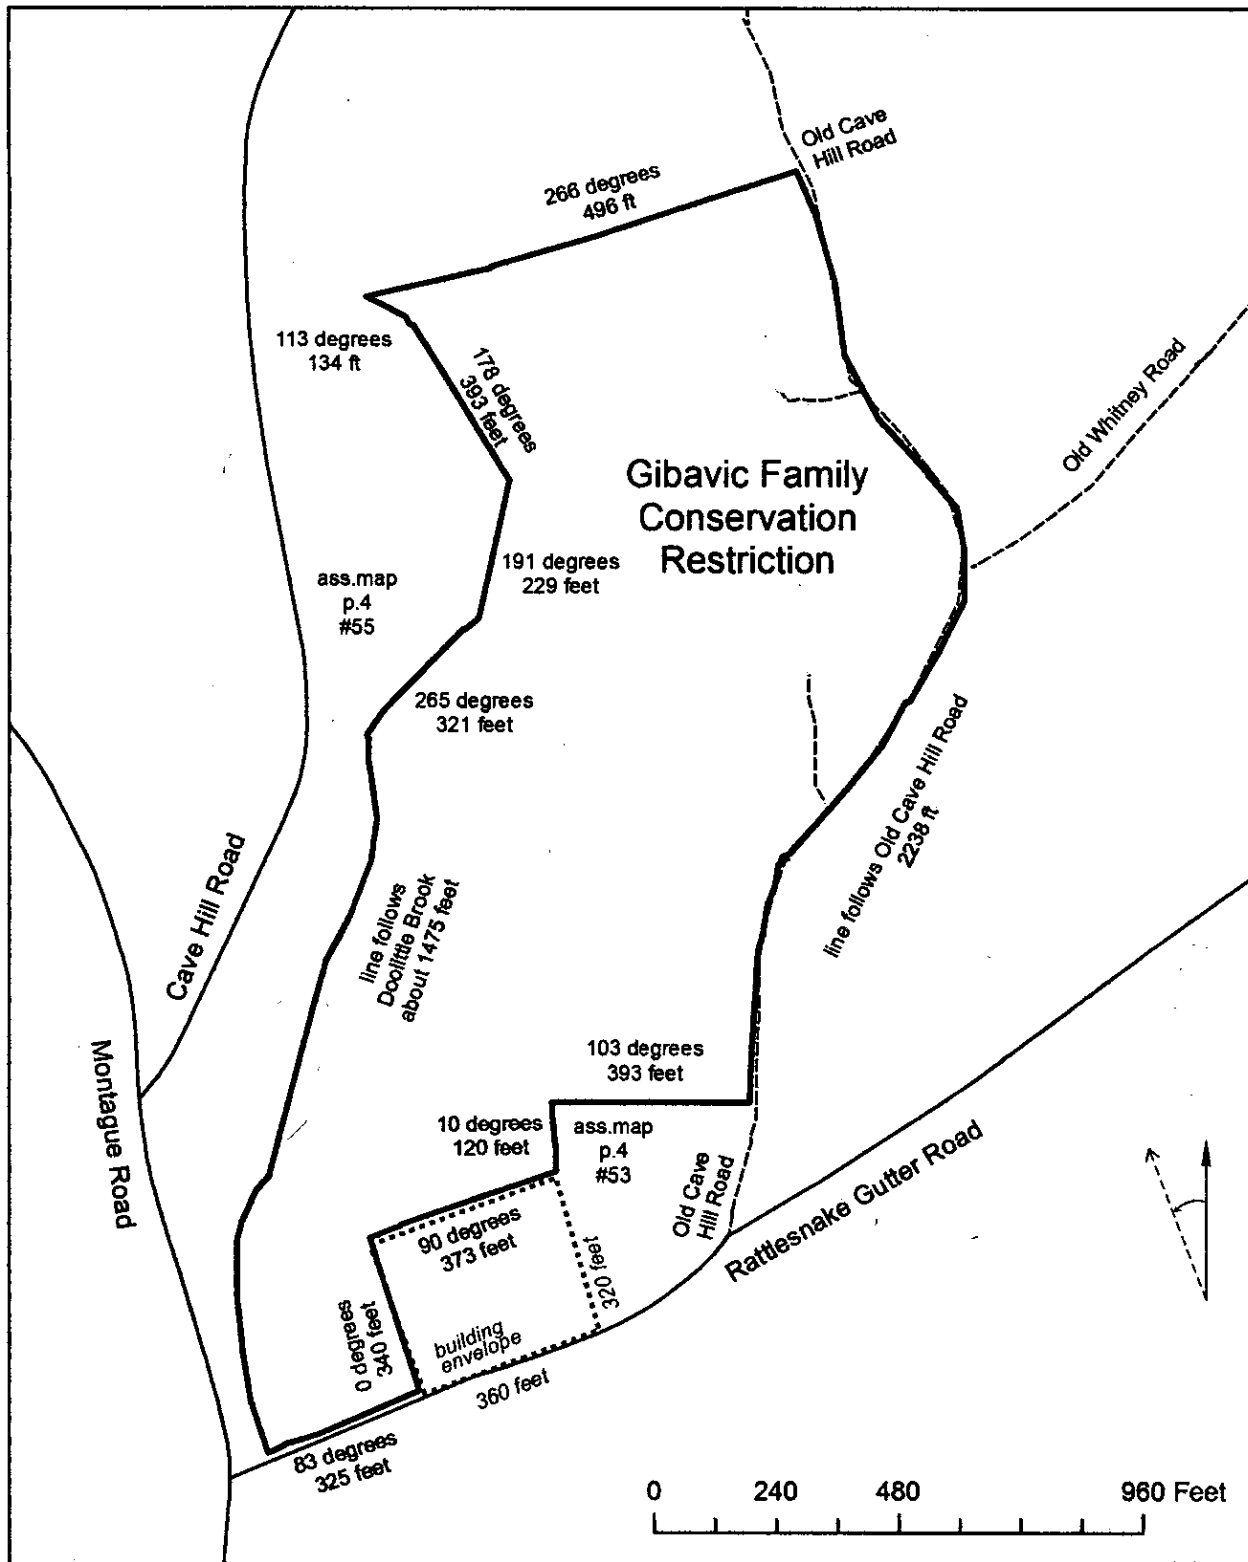 Old Cave
Hill Road
266 degrees
496 ft
113 degrees
134 ft
178 degrees
393 feet
Old Whitney Road
Gibavic Family
Conservation
Restriction
191 degrees
229 feet
ass.map
p.4
#55
265 degrees
321 feet
line follows Old Cave Hill Road
2238 ft
Cave Hill Road
line follows
Doolittle Brook
about 1475 feet
Montague Road
103 degrees
393 feet
10 degrees
120 feet
ass.map
p.4
#53
Old Cave
Hill Road
Rattlesnake Gutter Road
90 degrees
373 feet
320 feet
0 degrees
340 feet
building
envelope
360 feet
83 degrees
325 feet
0 240 480 960 Feet